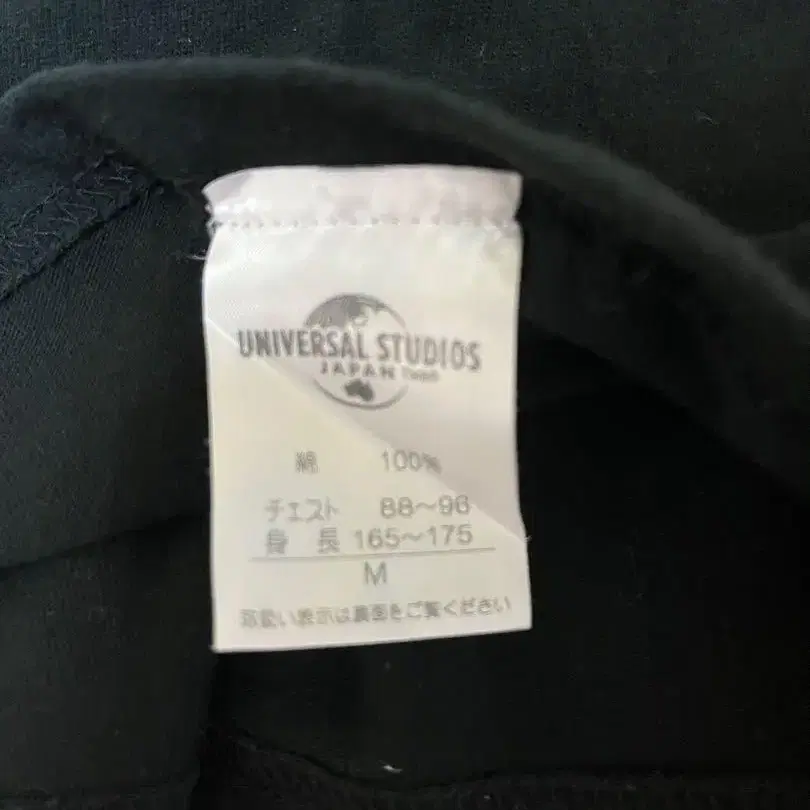 UNIVERSAL STUDIOS
JAPAN
綿 100%
チェスト 88～96
身長 165～175
M
取扱い表示は裏面をご覧ください